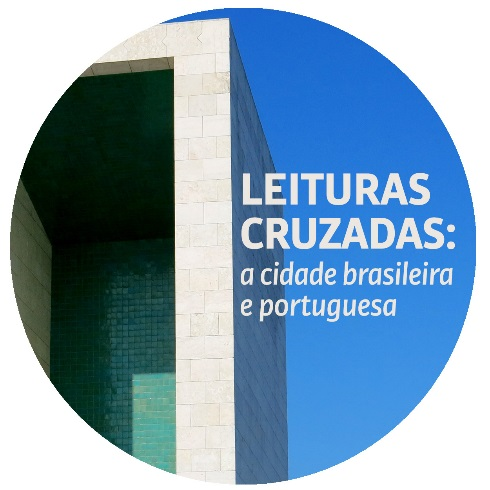 LEITURAS
CRUZADAS:
a cidade brasileira
e portuguesa